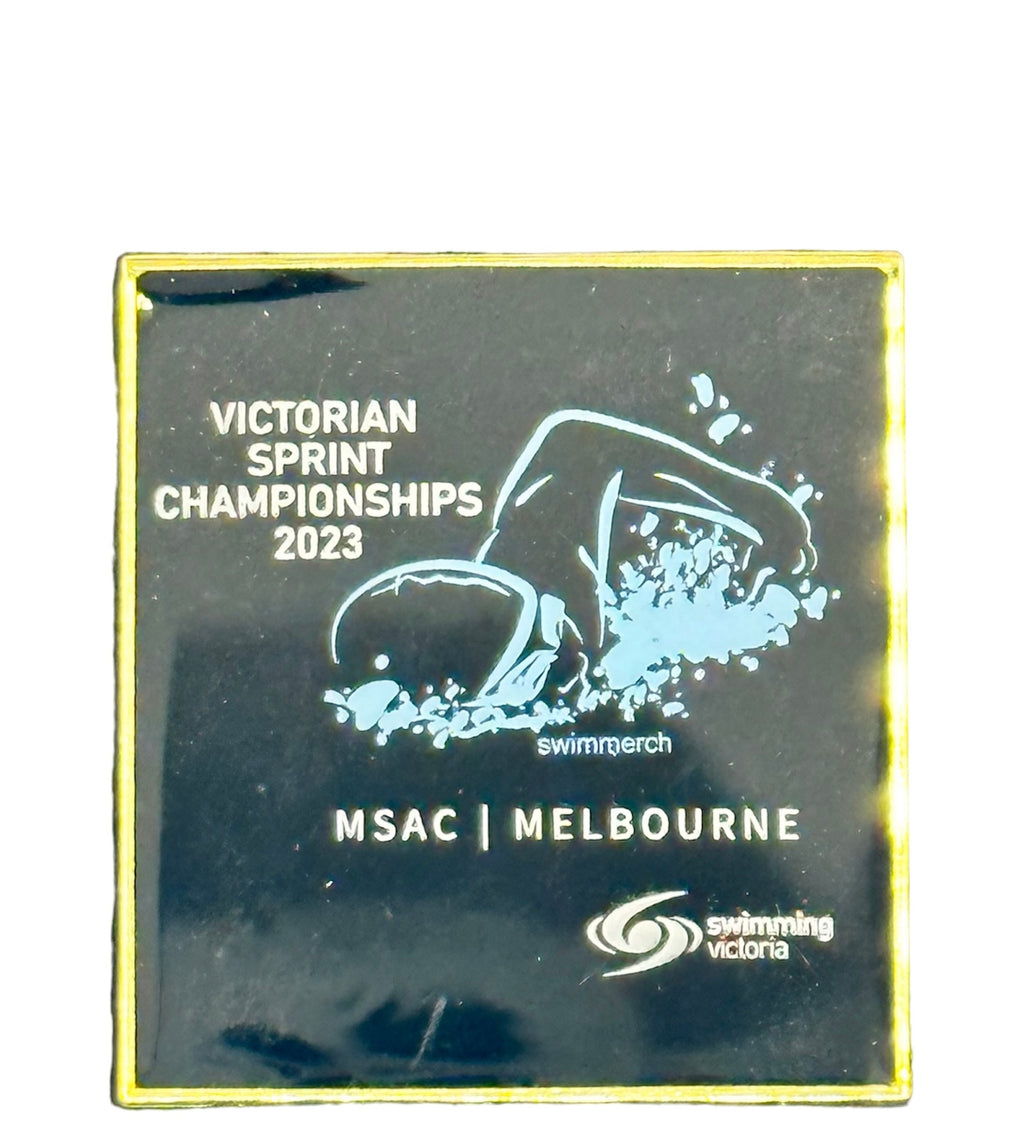 VICTORIAN
SPRINT
CHAMPIONSHIPS
2023
swimmerch
MSAC | MELBOURNE
swimming
victoria